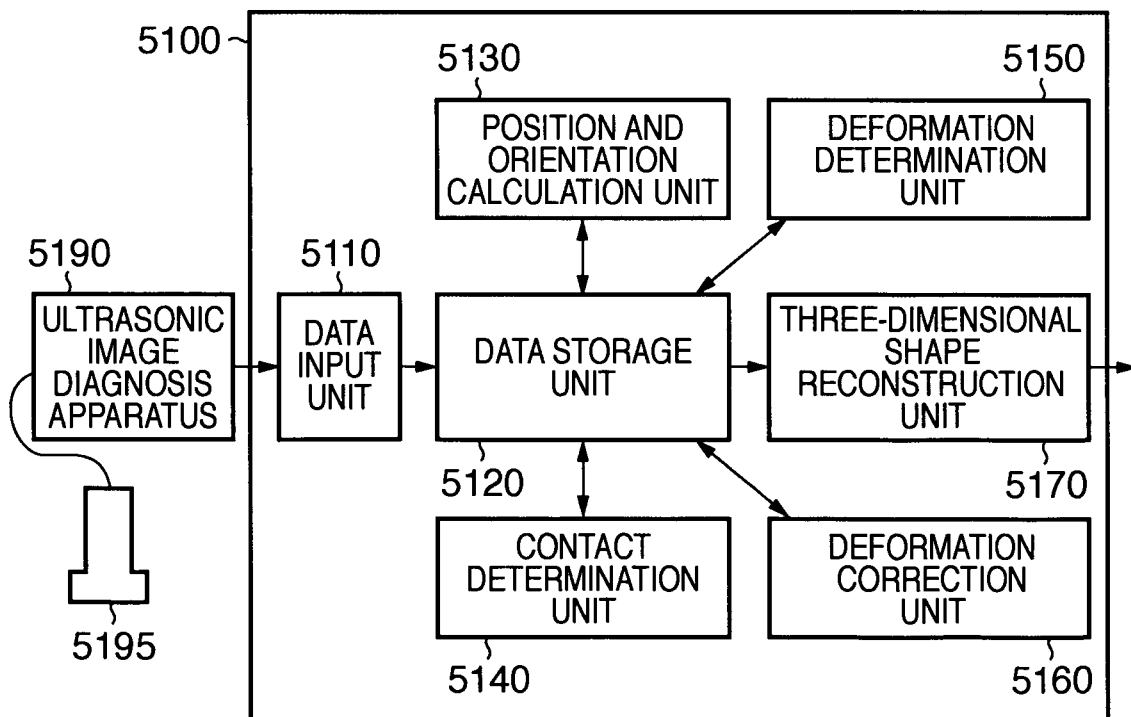 5100
5130
POSITION AND
ORIENTATION
CALCULATION UNIT
5150
DEFORMATION
DETERMINATION
UNIT
5190
ULTRASONIC
IMAGE
DIAGNOSIS
APPARATUS
5110
DATA
INPUT
UNIT
DATA STORAGE
UNIT
5120
THREE-DIMENSIONAL
SHAPE
RECONSTRUCTION
UNIT
5170
5195
CONTACT
DETERMINATION
UNIT
5140
DEFORMATION
CORRECTION
UNIT
5160